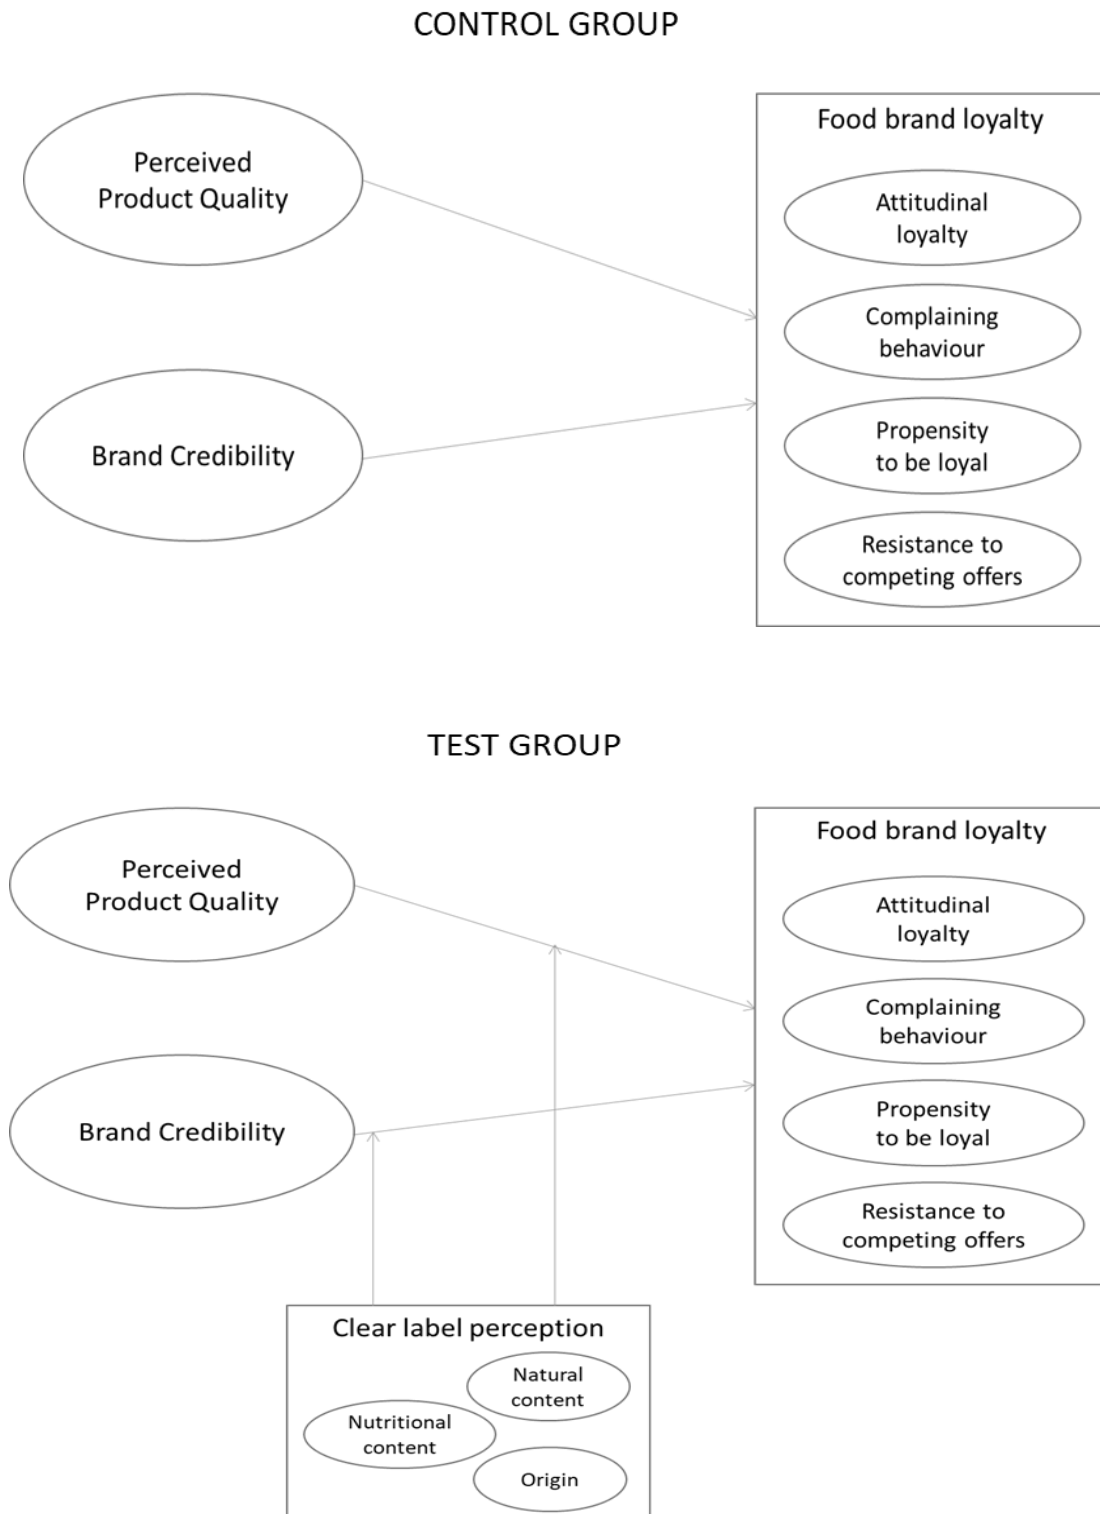 CONTROL GROUP
Perceived
Product Quality
Brand Credibility
Food brand loyalty
Attitudinal
loyalty
Complaining
behaviour
Propensity
to be loyal
Resistance to
competing offers
TEST GROUP
Perceived
Product Quality
Brand Credibility
Food brand loyalty
Attitudinal
loyalty
Complaining
behaviour
Propensity
to be loyal
Resistance to
competing offers
Clear label perception
Natural
content
Nutritional
content
Origin